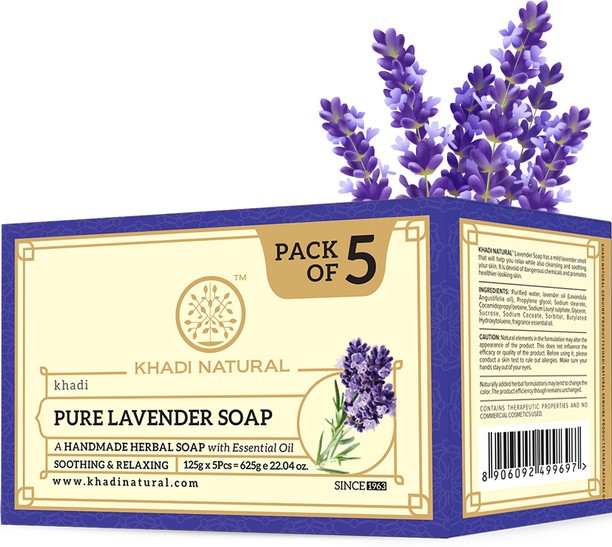 PACK
OF 5
™
KHADI NATURAL
khadi
PURE LAVENDER SOAP
A HANDMADE HERBAL SOAP with Essential Oil
SOOTHING & RELAXING 125g x 5Pcs = 625g e 22.04 oz.
www.khadinatural.com
SINCE 1963
KHADI NATURAL™ Lavender Soap has a mild lavender smell
that will help you relax while also cleansing and soothing
your skin. It is devoid of dangerous chemicals and promotes
healthier-looking skin.
INGREDIENTS: Purified water, lavender oil (Lavandula
Angustifolia oil), Propylene glycol, Sodium stearate,
Cocamidopropyl betaine, Sodium Lauryl sulphate, Glycerin,
Sucrose, Sodium Cocoate, Sorbitol, Butylated
Hydroxytoluene, fragrance essential oil.
CAUTION: Natural elements in the formulation may alter the
appearance of the product. This does not influence the
efficacy or quality of the product. Before using it, please
conduct a skin test to rule out allergies. Make sure your
hands stay out of your eyes.
Naturally added herbal formulations may tend to change the
color. The product efficiency though remains unchanged.
CONTAINS THERAPEUTIC PROPERTIES AND NO
COMMERCIAL COSMETICS USED.
8 906092 499697 >